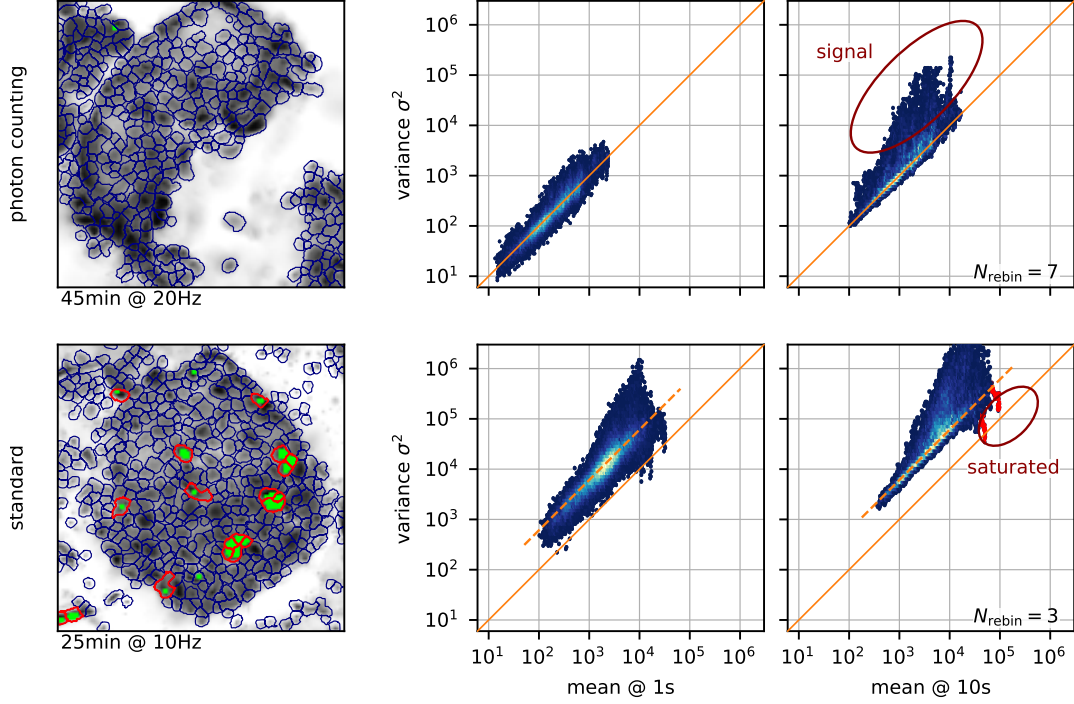 photon counting
45min @ 20Hz
variance σ²
10⁶
10⁵
10⁴
10³
10²
10¹
signal
N_rebin = 7
standard
25min @ 10Hz
variance σ²
10⁶
10⁵
10⁴
10³
10²
10¹
saturated
N_rebin = 3
10¹ 10² 10³ 10⁴ 10⁵ 10⁶
10¹ 10² 10³ 10⁴ 10⁵ 10⁶
mean @ 1s
mean @ 10s